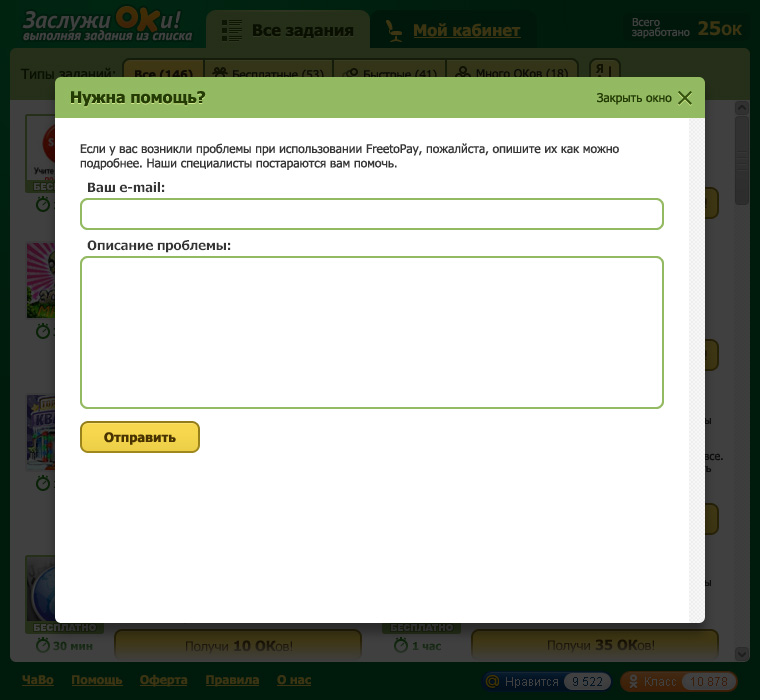 Заслужи ОКи!
выполняя задания из списка
Все задания
Мой кабинет
Всего
заработано
25ОК
Типы заданий:
Все (146)
Бесплатные (53)
Быстрые (41)
Много ОКов (18)
Нужна помощь?
Закрыть окно
Если у вас возникли проблемы при использовании FreetoPay, пожалуйста, опишите их как можно
подробнее. Наши специалисты постараются вам помочь.
Ваш e-mail:
Описание проблемы:
Отправить
БЕСПЛАТНО
БЕСПЛАТНО
30 мин
Получи 10 ОКов!
1 час
Получи 35 ОКов!
ЧаВо
Помощь
Оферта
Правила
О нас
Нравится
9 522
Класс
10 878